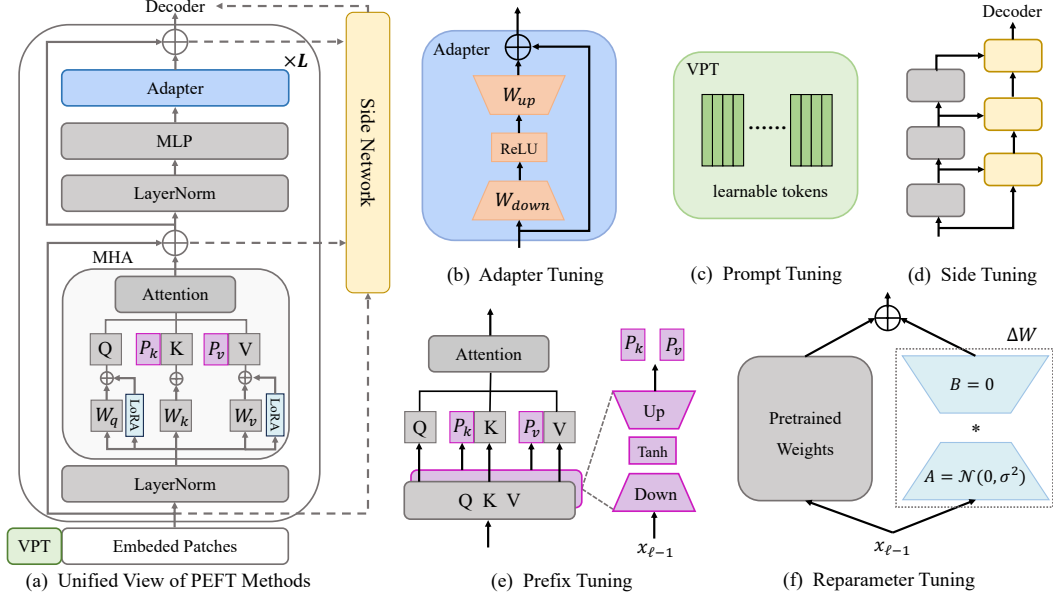 Decoder
×L
Adapter
MLP
LayerNorm
MHA
Attention
Q
P_k
K
P_v
V
W_q
LoRA
W_k
W_v
LoRA
LayerNorm
VPT
Embeded Patches
Side Network
(a) Unified View of PEFT Methods
Adapter
W_up
ReLU
W_down
(b) Adapter Tuning
VPT
......
learnable tokens
(c) Prompt Tuning
Decoder
(d) Side Tuning
Attention
Q
P_k
K
P_v
V
Q K V
P_k
P_v
Up
Tanh
Down
x_{ℓ−1}
(e) Prefix Tuning
ΔW
Pretrained
Weights
B = 0
*
A = 𝒩(0, σ²)
x_{ℓ−1}
(f) Reparameter Tuning